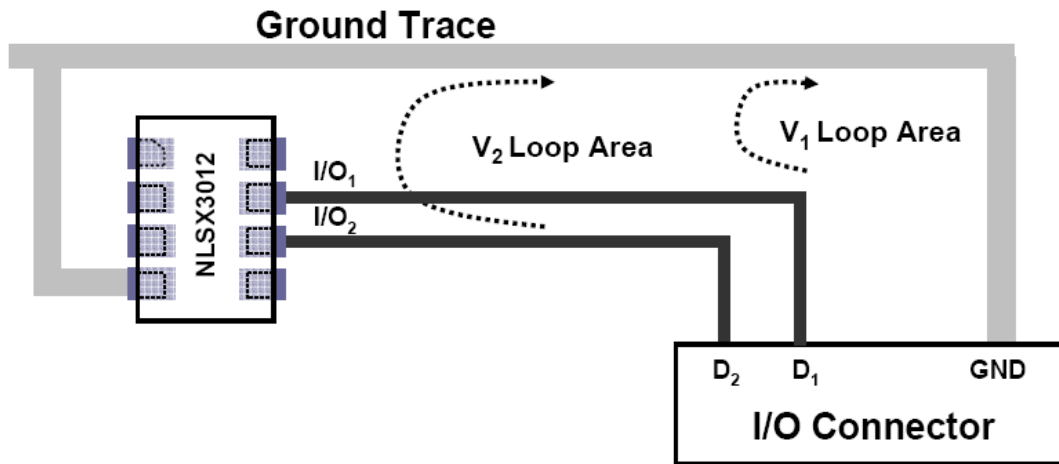 Ground Trace
V₂ Loop Area
V₁ Loop Area
NLSX3012
I/O₁
I/O₂
D₂
D₁
GND
I/O Connector